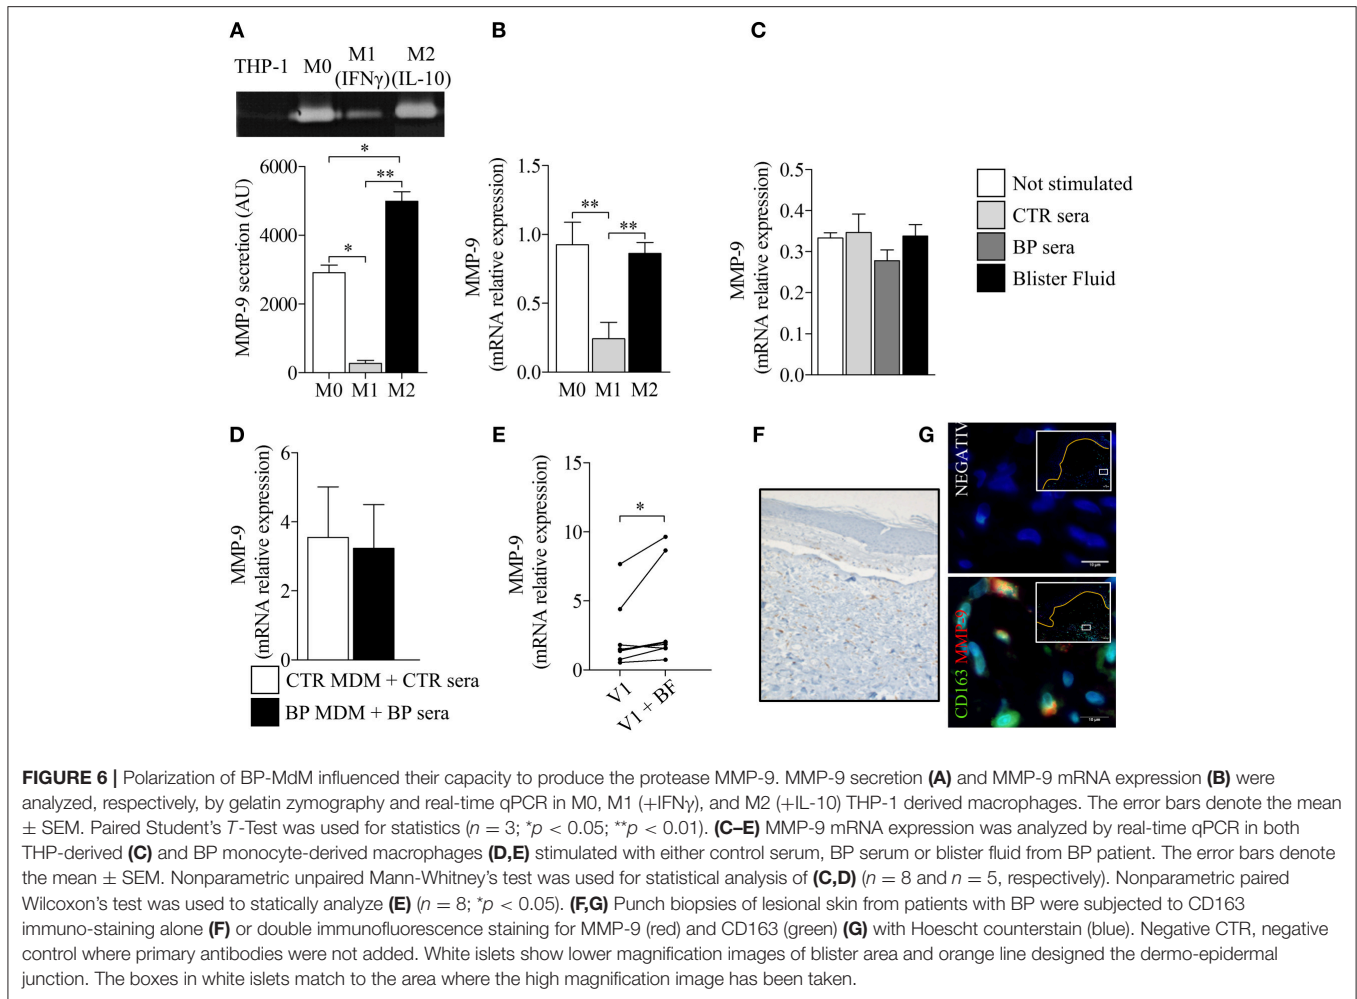 A
B
C
THP-1 M0 M1 M2
(IFNγ) (IL-10)
MMP-9 secretion (AU)
6000
4000
2000
0
*
**
*
M0 M1 M2
MMP-9
(mRNA relative expression)
1.5
1.0
0.5
0.0
**
**
M0 M1 M2
MMP-9
(mRNA relative expression)
0.5
0.4
0.3
0.2
0.1
0.0
Not stimulated
CTR sera
BP sera
Blister Fluid
D
E
F
G
MMP-9
(mRNA relative expression)
6
4
2
0
CTR MDM + CTR sera
BP MDM + BP sera
MMP-9
(mRNA relative expression)
15
10
5
0
*
V1
V1 + BF
NEGATIV
10 µm
CD163 MMP-9
10 µm
FIGURE 6 | Polarization of BP-MdM influenced their capacity to produce the protease MMP-9. MMP-9 secretion (A) and MMP-9 mRNA expression (B) were
analyzed, respectively, by gelatin zymography and real-time qPCR in M0, M1 (+IFNγ), and M2 (+IL-10) THP-1 derived macrophages. The error bars denote the mean
± SEM. Paired Student's T-Test was used for statistics (n = 3; *p < 0.05; **p < 0.01). (C–E) MMP-9 mRNA expression was analyzed by real-time qPCR in both
THP-derived (C) and BP monocyte-derived macrophages (D,E) stimulated with either control serum, BP serum or blister fluid from BP patient. The error bars denote
the mean ± SEM. Nonparametric unpaired Mann-Whitney's test was used for statistical analysis of (C,D) (n = 8 and n = 5, respectively). Nonparametric paired
Wilcoxon's test was used to statically analyze (E) (n = 8; *p < 0.05). (F,G) Punch biopsies of lesional skin from patients with BP were subjected to CD163
immuno-staining alone (F) or double immunofluorescence staining for MMP-9 (red) and CD163 (green) (G) with Hoescht counterstain (blue). Negative CTR, negative
control where primary antibodies were not added. White islets show lower magnification images of blister area and orange line designed the dermo-epidermal
junction. The boxes in white islets match to the area where the high magnification image has been taken.